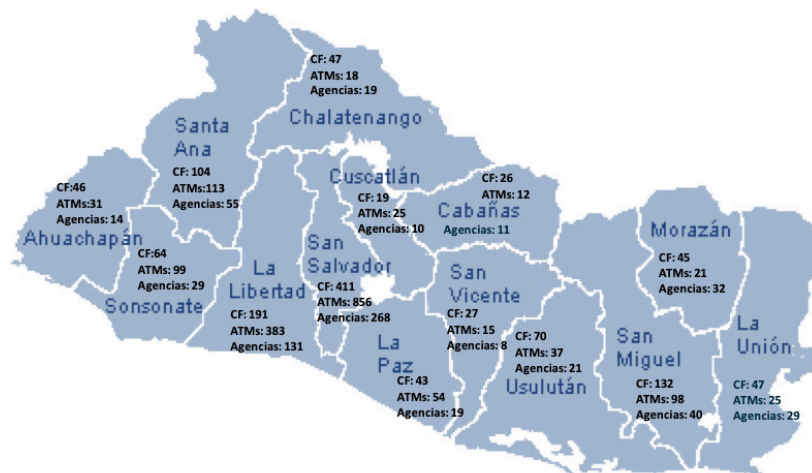 CF: 47
ATMs: 18
Agencias: 19
Chalatenango
Santa
Ana
CF: 104
ATMs:113
Agencias: 55
CF:46
ATMs:31
Agencias: 14
Ahuachapán
CF:64
ATMs: 99
Agencias: 29
Sonsonate
La
Libertad
CF: 191
ATMs: 383
Agencias: 131
San
Salvador
CF: 411
ATMs: 856
Agencias: 268
Cuscatlán
CF: 19
ATMs: 25
Agencias: 10
CF: 26
ATMs: 12
Cabañas
Agencias: 11
La
Paz
CF: 43
ATMs: 54
Agencias: 19
San
Vicente
CF: 27
ATMs: 15
Agencias: 8
CF: 70
ATMs: 37
Agencias: 21
Usulután
San
Miguel
CF: 132
ATMs: 98
Agencias: 40
Morazán
CF: 45
ATMs: 21
Agencias: 32
La
Unión
CF: 47
ATMs: 25
Agencias: 29